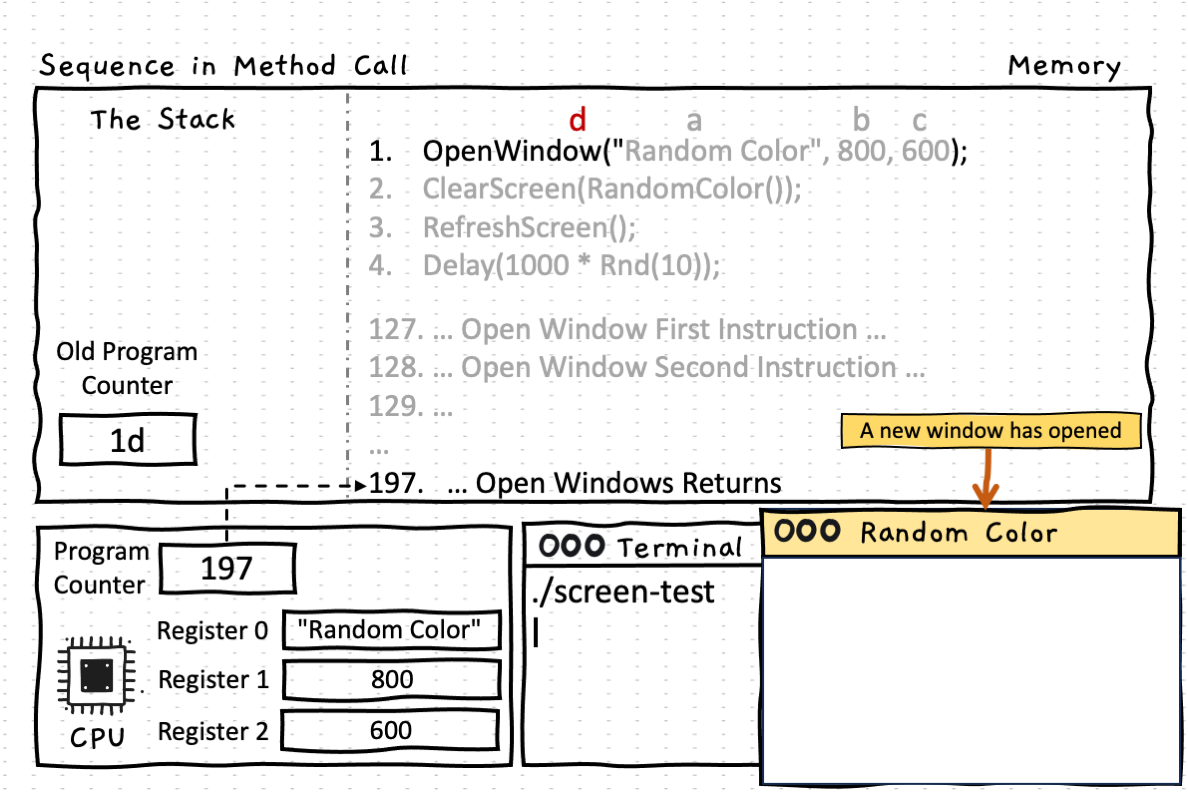 Sequence in Method Call
Memory
The Stack
d a b c
1. OpenWindow("Random Color", 800, 600);
2. ClearScreen(RandomColor());
3. RefreshScreen();
4. Delay(1000 * Rnd(10));
127. ... Open Window First Instruction ...
128. ... Open Window Second Instruction ...
129. ...
...
197. ... Open Windows Returns
Old Program
Counter
1d
A new window has opened
Program
Counter
197
Register 0
"Random Color"
Register 1
800
Register 2
600
CPU
Terminal
./screen-test
Random Color